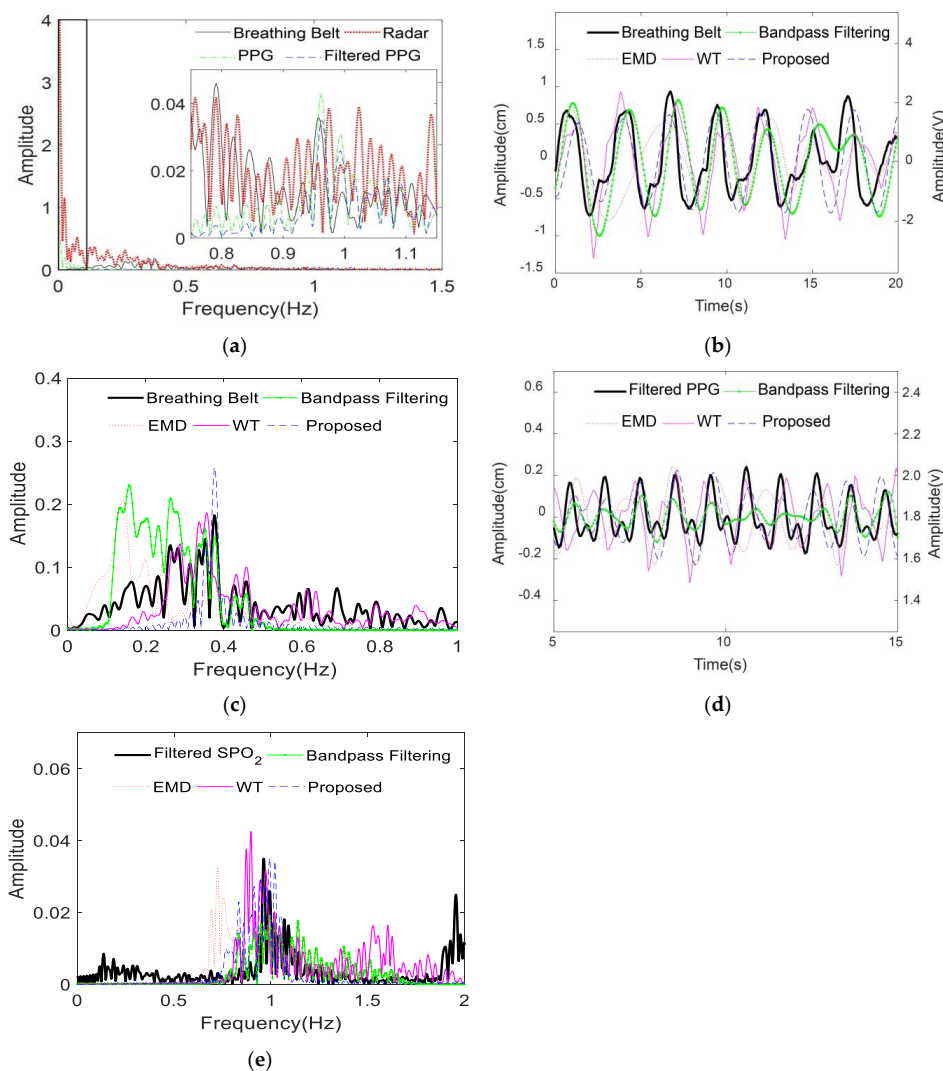 4
3
2
1
0
Amplitude
Breathing Belt Radar
PPG Filtered PPG
0.04
0.02
0
0.8 0.9 1 1.1
0 0.5 1 1.5
Frequency(Hz)
(a)
1.5
1
0.5
0
-0.5
-1
-1.5
Amplitude(cm)
Breathing Belt Bandpass Filtering
EMD WT Proposed
4
2
0
-2
Amplitude(V)
0 5 10 15 20
Time(s)
(b)
0.4
0.3
0.2
0.1
0
Amplitude
Breathing Belt Bandpass Filtering
EMD WT Proposed
0 0.2 0.4 0.6 0.8 1
Frequency(Hz)
(c)
0.6
0.4
0.2
0
-0.2
-0.4
Amplitude(cm)
Filtered PPG Bandpass Filtering
EMD WT Proposed
2.4
2.2
2.0
1.8
1.6
1.4
Amplitude(v)
5 10 15
Time(s)
(d)
0.06
0.04
0.02
0
Amplitude
Filtered SPO2 Bandpass Filtering
EMD WT Proposed
0 0.5 1 1.5 2
Frequency(Hz)
(e)